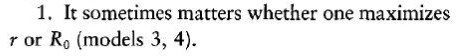 1. It sometimes matters whether one maximizes
r or R₀ (models 3, 4).